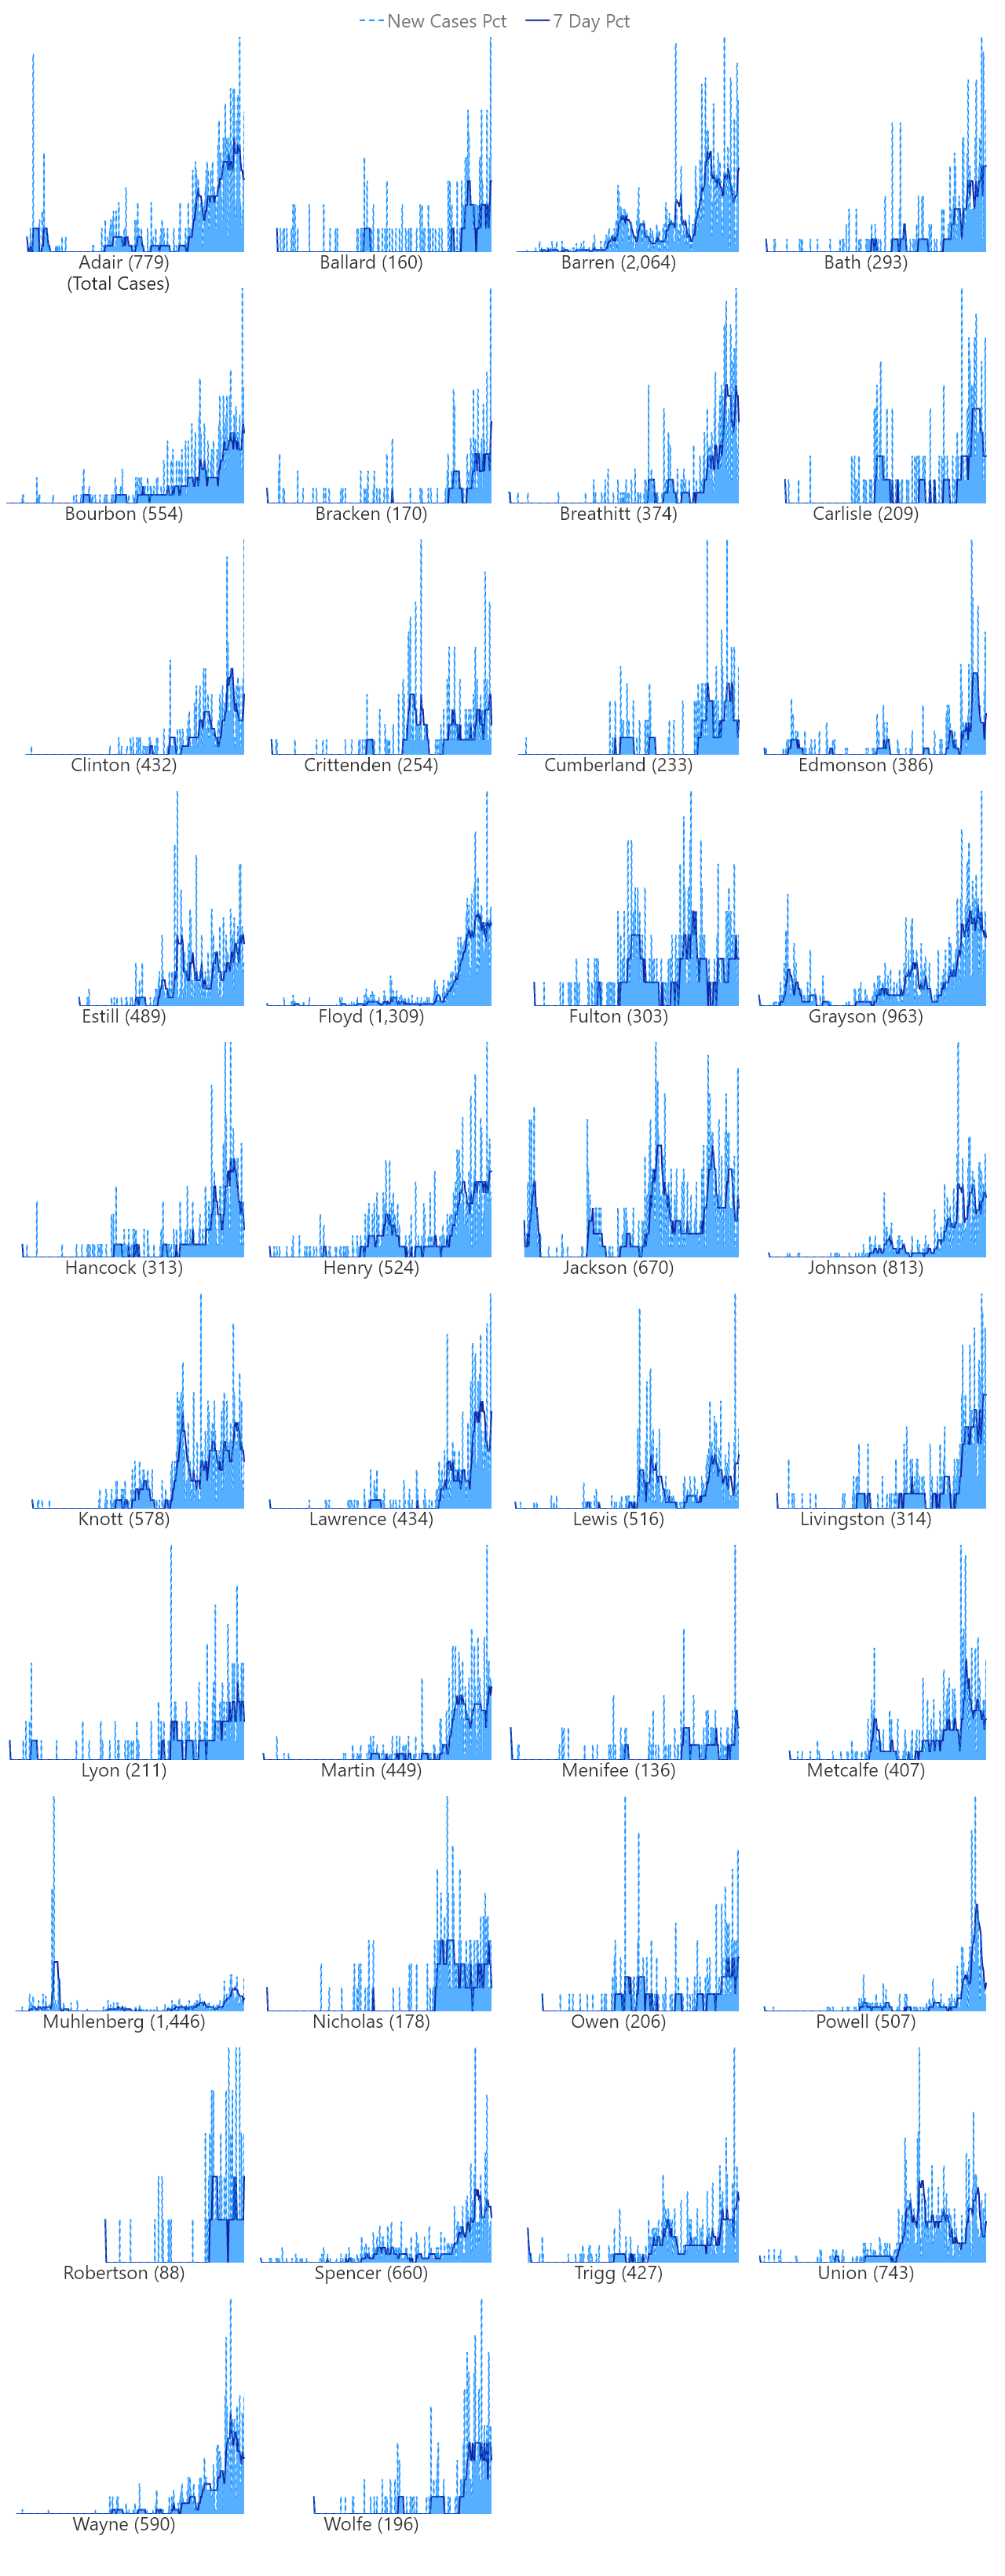 New Cases Pct 7 Day Pct
Adair (779) Ballard (160) Barren (2,064) Bath (293)
(Total Cases)
Bourbon (554) Bracken (170) Breathitt (374) Carlisle (209)
Clinton (432) Crittenden (254) Cumberland (233) Edmonson (386)
Estill (489) Floyd (1,309) Fulton (303) Grayson (963)
Hancock (313) Henry (524) Jackson (670) Johnson (813)
Knott (578) Lawrence (434) Lewis (516) Livingston (314)
Lyon (211) Martin (449) Menifee (136) Metcalfe (407)
Muhlenberg (1,446) Nicholas (178) Owen (206) Powell (507)
Robertson (88) Spencer (660) Trigg (427) Union (743)
Wayne (590) Wolfe (196)